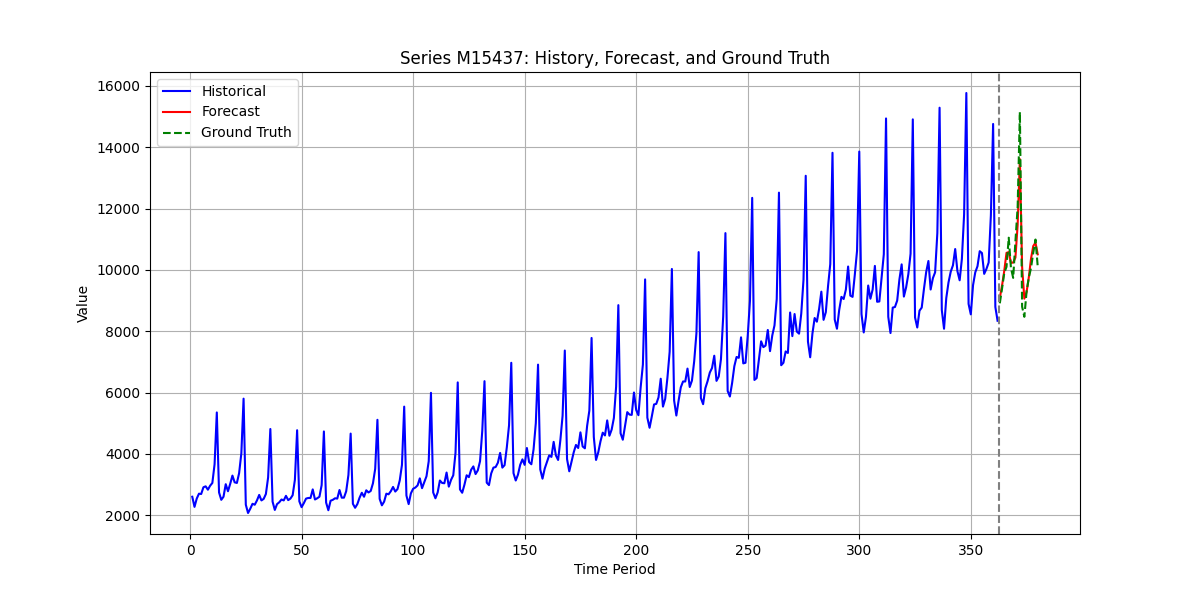 Series M15437: History, Forecast, and Ground Truth
Historical
Forecast
Ground Truth
Value
16000
14000
12000
10000
8000
6000
4000
2000
0 50 100 150 200 250 300 350
Time Period